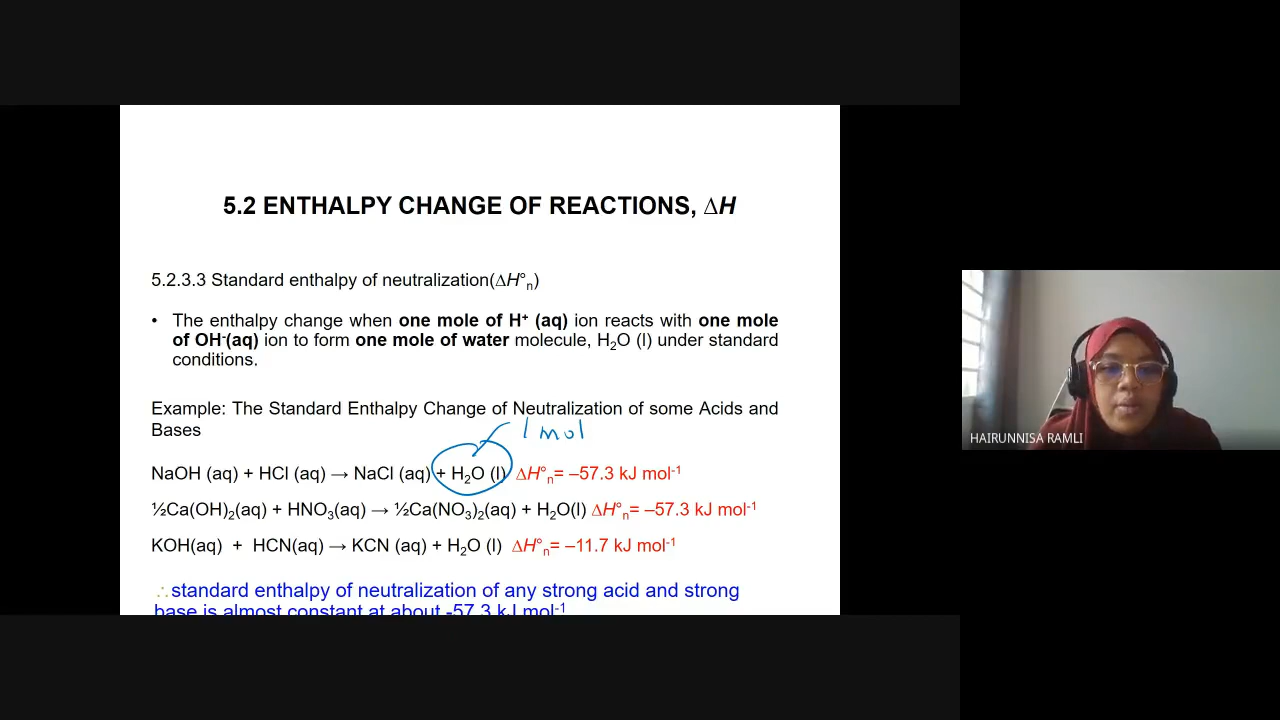 5.2 ENTHALPY CHANGE OF REACTIONS, ΔH
5.2.3.3 Standard enthalpy of neutralization(ΔH°n)
• The enthalpy change when one mole of H⁺ (aq) ion reacts with one mole
of OH⁻(aq) ion to form one mole of water molecule, H₂O (l) under standard
conditions.
Example: The Standard Enthalpy Change of Neutralization of some Acids and
Bases
1 mol
NaOH (aq) + HCl (aq) → NaCl (aq) + H₂O (l) ΔH°n= –57.3 kJ mol⁻¹
½Ca(OH)₂(aq) + HNO₃(aq) → ½Ca(NO₃)₂(aq) + H₂O(l) ΔH°n= –57.3 kJ mol⁻¹
KOH(aq) + HCN(aq) → KCN (aq) + H₂O (l) ΔH°n= –11.7 kJ mol⁻¹
∴standard enthalpy of neutralization of any strong acid and strong
base is almost constant at about -57.3 kJ mol⁻¹
HAIRUNNISA RAMLI